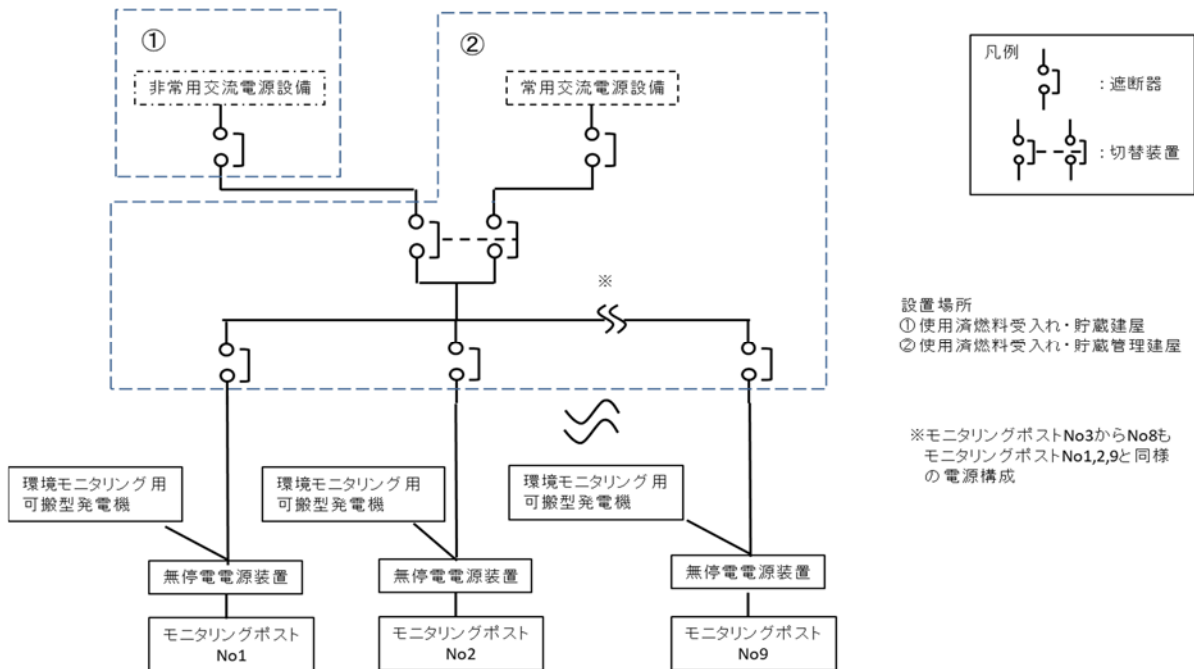 ①
②
非常用交流電源設備
常用交流電源設備
凡例
：遮断器
：切替装置
※
設置場所
①使用済燃料受入れ・貯蔵建屋
②使用済燃料受入れ・貯蔵管理建屋
※モニタリングポストNo3からNo8も
モニタリングポストNo1,2,9と同様
の電源構成
環境モニタリング用
可搬型発電機
環境モニタリング用
可搬型発電機
環境モニタリング用
可搬型発電機
無停電電源装置
無停電電源装置
無停電電源装置
モニタリングポスト
No1
モニタリングポスト
No2
モニタリングポスト
No9